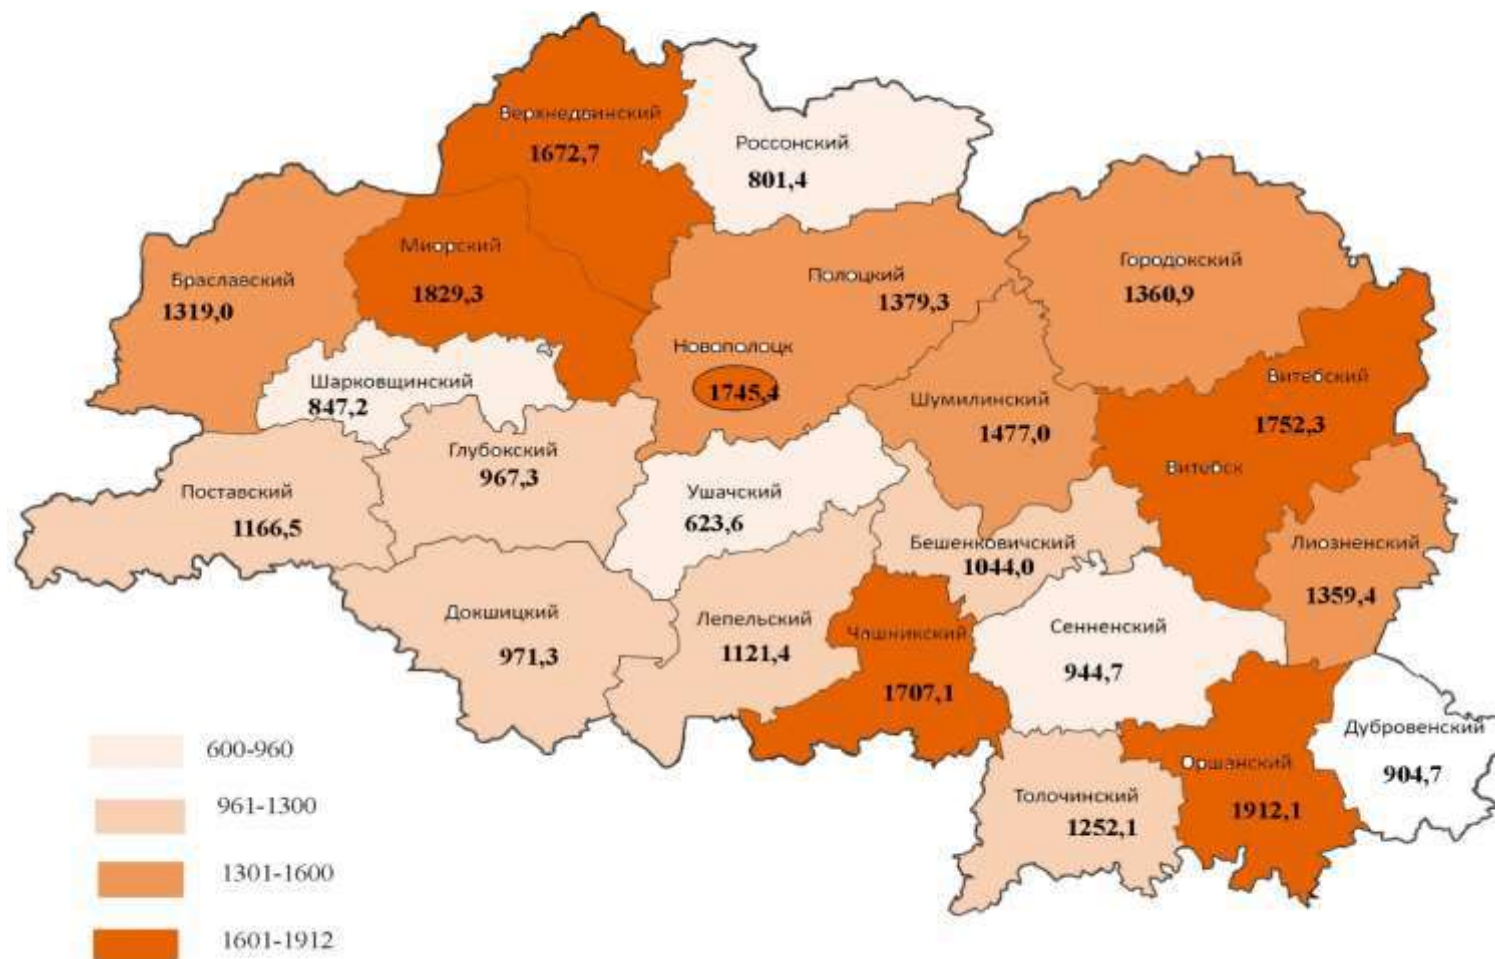 Верхнедвинский
1672,7
Россонский
801,4
Миорский
1829,3
Браславский
1319,0
Полоцкий
1379,3
Городокский
1360,9
Новополоцк
1745,4
Шарковщинский
847,2
Шумилинский
1477,0
Витебский
1752,3
Витебск
Глубокский
967,3
Поставский
1166,5
Ушачский
623,6
Бешенковичский
1044,0
Лиозненский
1359,4
Докшицкий
971,3
Лепельский
1121,4
Чашникский
1707,1
Сенненский
944,7
Дубровенский
904,7
Оршанский
1912,1
Толочинский
1252,1
600-960
961-1300
1301-1600
1601-1912